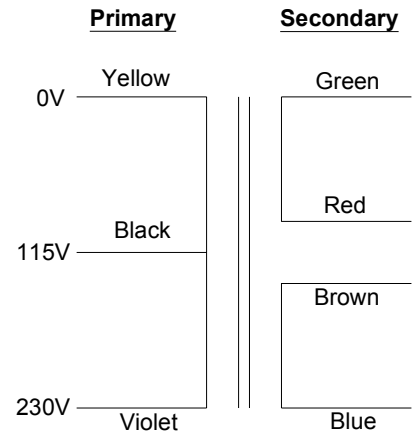 Primary Secondary
Yellow Green
0V
Red
Black
115V
Brown
230V
Violet Blue